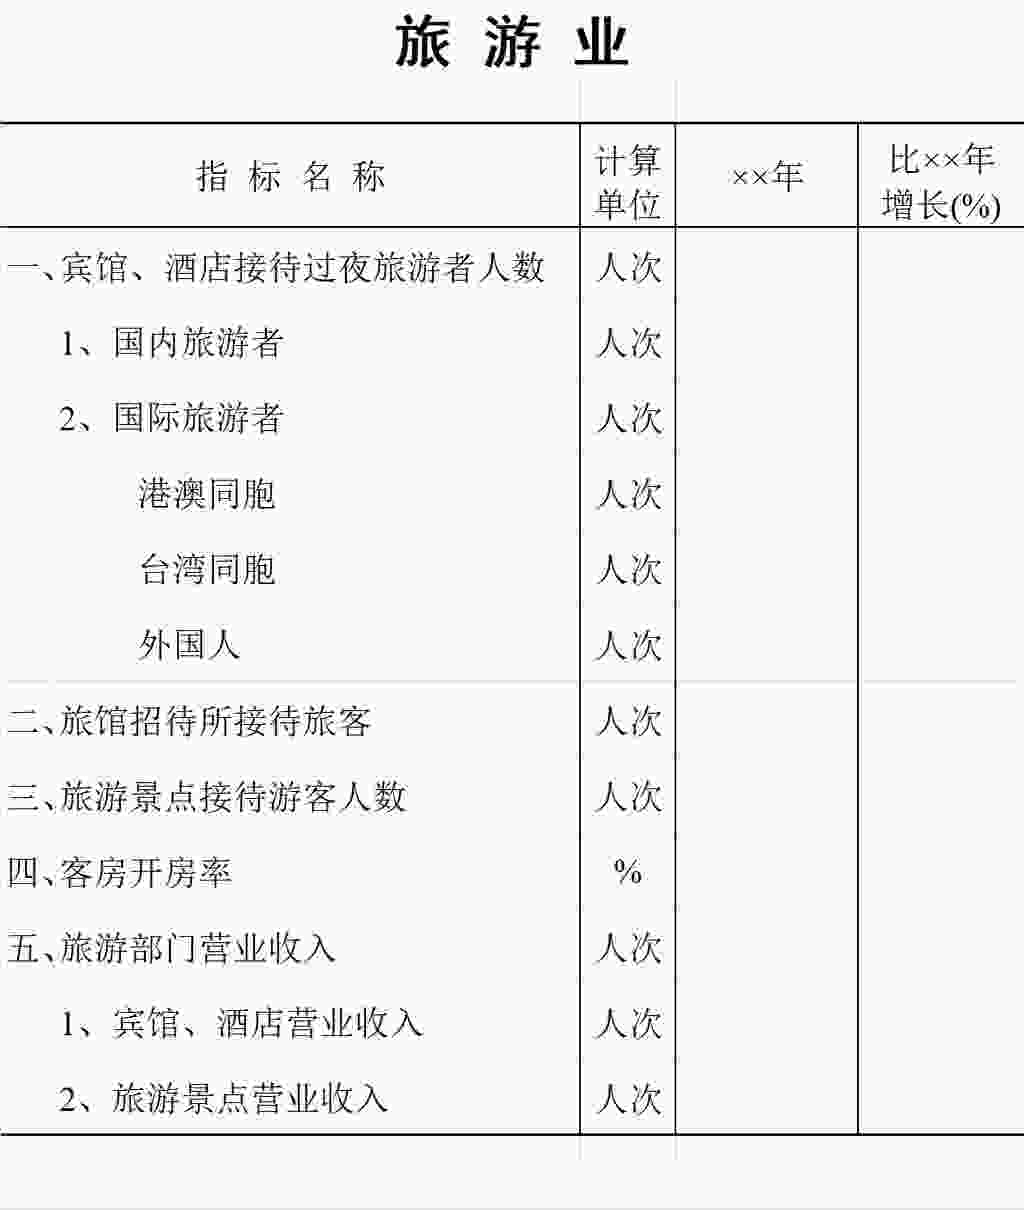 旅 游 业
指 标 名 称 计算单位 ××年 比××年增长(%)
一、宾馆、酒店接待过夜旅游者人数 人次
1、国内旅游者 人次
2、国际旅游者 人次
港澳同胞 人次
台湾同胞 人次
外国人 人次
二、旅馆招待所接待旅客 人次
三、旅游景点接待游客人数 人次
四、客房开房率 %
五、旅游部门营业收入 人次
1、宾馆、酒店营业收入 人次
2、旅游景点营业收入 人次